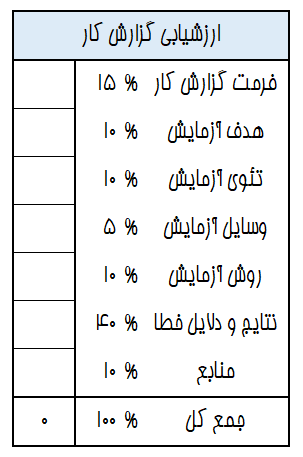 ارزشیابی گزارش کار
فرمت گزارش کار % ۱۵
هدف آزمایش % ۱۰
تئوی آزمایش % ۱۰
وسایل آزمایش % ۵
روش آزمایش % ۱۰
نتایج و دلایل خطا % ۴۰
منابع % ۱۰
جمع کل % ۱۰۰ ۰